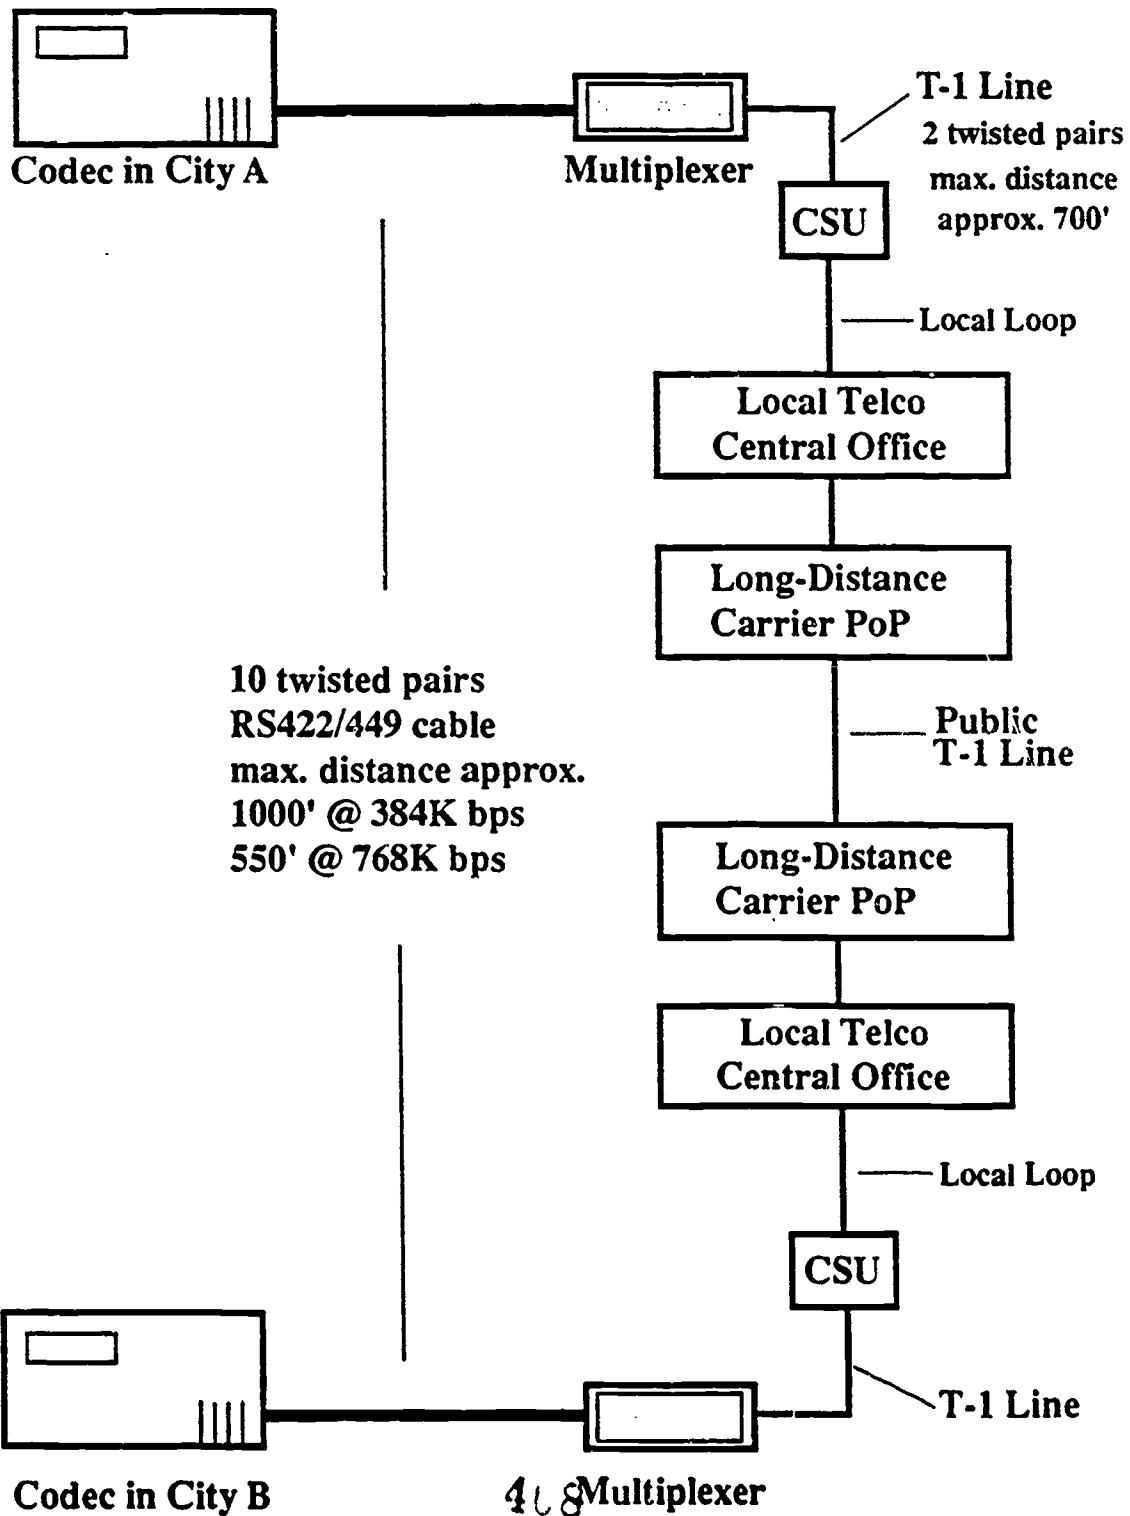 T-1 Line
2 twisted pairs
max. distance
approx. 700'
Codec in City A
Multiplexer
CSU
Local Loop
Local Telco
Central Office
Long-Distance
Carrier PoP
10 twisted pairs
RS422/449 cable
max. distance approx.
1000' @ 384K bps
550' @ 768K bps
Public
T-1 Line
Long-Distance
Carrier PoP
Local Telco
Central Office
Local Loop
CSU
T-1 Line
Codec in City B
Multiplexer